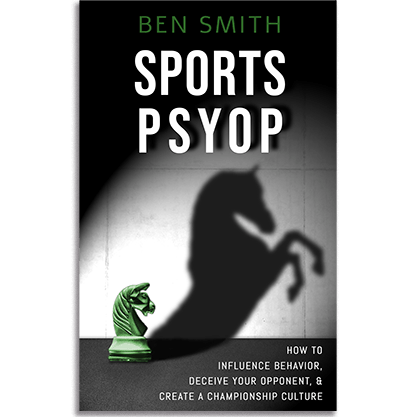 BEN SMITH
SPORTS
PSYOP
HOW TO
INFLUENCE BEHAVIOR,
DECEIVE YOUR OPPONENT, &
CREATE A CHAMPIONSHIP CULTURE